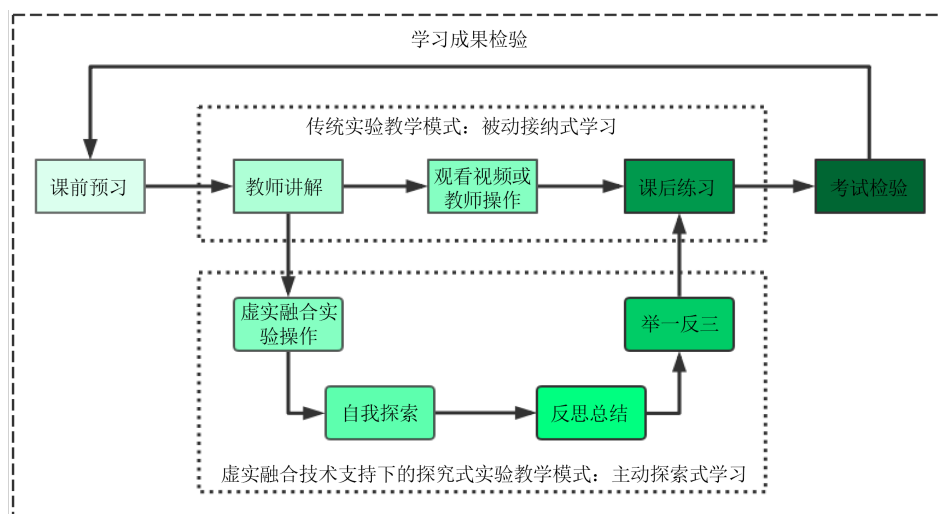 学习成果检验
传统实验教学模式：被动接纳式学习
课前预习
教师讲解
观看视频或
教师操作
课后练习
考试检验
虚实融合实
验操作
举一反三
自我探索
反思总结
虚实融合技术支持下的探究式实验教学模式：主动探索式学习